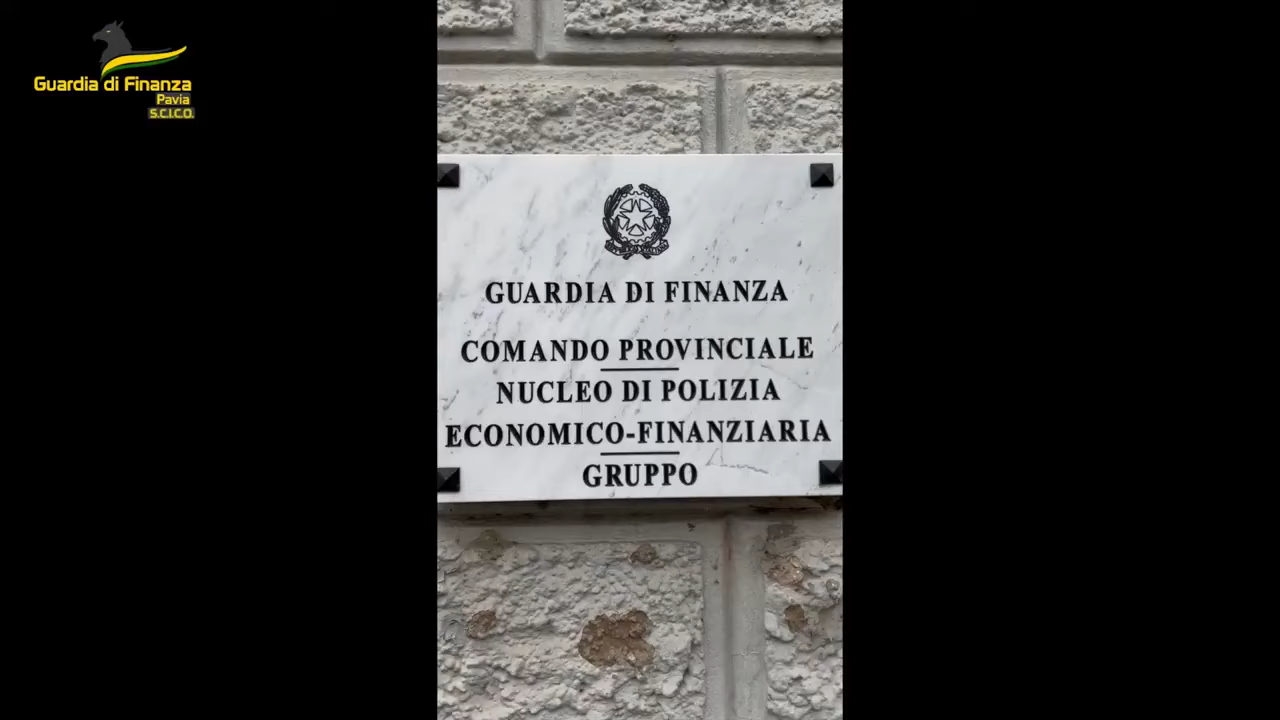 Guardia di Finanza
Pavia
S.C.I.C.O.
GUARDIA DI FINANZA
COMANDO PROVINCIALE
NUCLEO DI POLIZIA
ECONOMICO-FINANZIARIA
GRUPPO